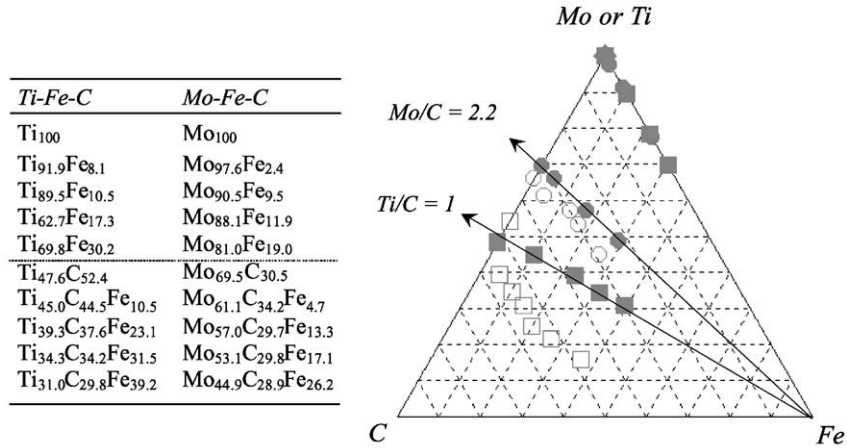 Mo or Ti
Ti-Fe-C Mo-Fe-C
Ti₁₀₀ Mo₁₀₀
Ti₉₁.₉Fe₈.₁ Mo₉₇.₆Fe₂.₄
Ti₈₉.₅Fe₁₀.₅ Mo₉₀.₅Fe₉.₅
Ti₆₂.₇Fe₁₇.₃ Mo₈₈.₁Fe₁₁.₉
Ti₆₉.₈Fe₃₀.₂ Mo₈₁.₀Fe₁₉.₀
Ti₄₇.₆C₅₂.₄ Mo₆₉.₅C₃₀.₅
Ti₄₅.₀C₄₄.₅Fe₁₀.₅ Mo₆₁.₁C₃₄.₂Fe₄.₇
Ti₃₉.₃C₃₇.₆Fe₂₃.₁ Mo₅₇.₀C₂₉.₇Fe₁₃.₃
Ti₃₄.₃C₃₄.₂Fe₃₁.₅ Mo₅₃.₁C₂₉.₈Fe₁₇.₁
Ti₃₁.₀C₂₉.₈Fe₃₉.₂ Mo₄₄.₉C₂₈.₉Fe₂₆.₂
Mo/C = 2.2
Ti/C = 1
C
Fe